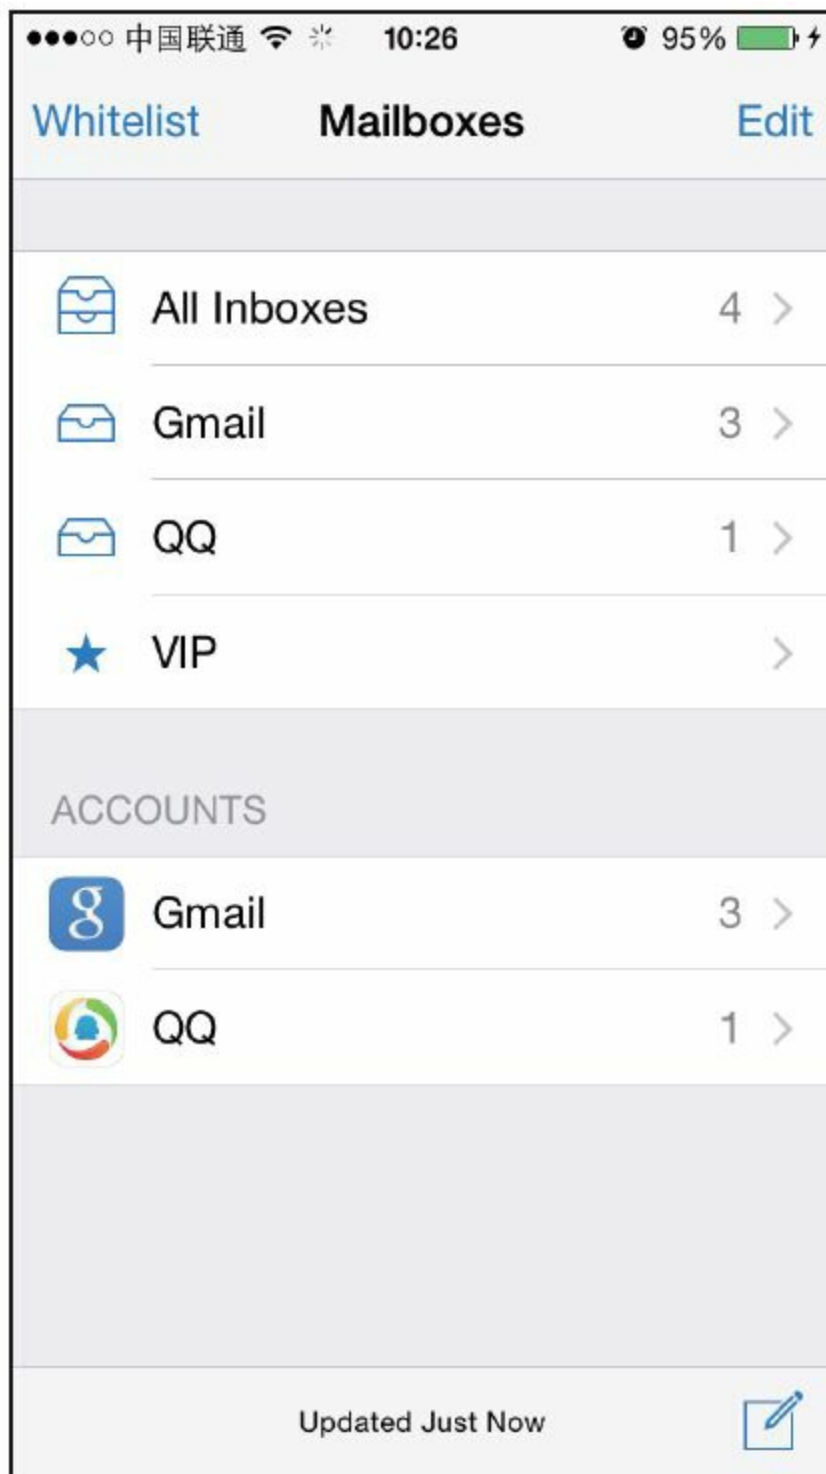 中国联通 10:26 95%
Whitelist Mailboxes Edit
All Inboxes 4
Gmail 3
QQ 1
VIP
ACCOUNTS
g Gmail 3
QQ 1
Updated Just Now